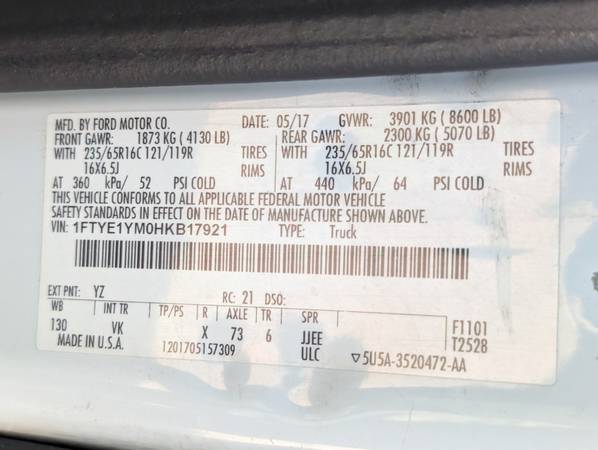 MFD. BY FORD MOTOR CO. DATE: 05/17 GVWR: 3901 KG ( 8600 LB)
FRONT GAWR: 1873 KG ( 4130 LB) REAR GAWR: 2300 KG ( 5070 LB)
WITH 235/65R16C 121/119R TIRES WITH 235/65R16C 121/119R TIRES
16X6.5J RIMS 16X6.5J RIMS
AT 360 kPa/ 52 PSI COLD AT 440 kPa/ 64 PSI COLD
THIS VEHICLE CONFORMS TO ALL APPLICABLE FEDERAL MOTOR VEHICLE
SAFETY STANDARDS IN EFFECT ON THE DATE OF MANUFACTURE SHOWN ABOVE.
VIN: 1FTYE1YM0HKB17921 TYPE: Truck
EXT PNT: YZ RC: 21 DSO:
WB INT TR TP/PS R AXLE TR SPR
130 VK X 73 6 JJEE F1101
MADE IN U.S.A. 1201705157309 ULC T2528
▽5U5A-3520472-AA